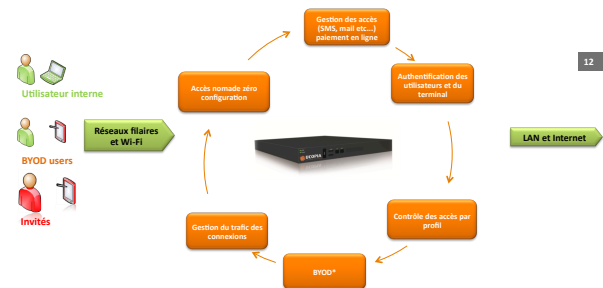 Gestion des accès
(SMS, mail etc...)
paiement en ligne
12
Utilisateur interne
Accès nomade zéro
configuration
Authentification des
utilisateurs et du
terminal
BYOD users
Réseaux filaires
et Wi-Fi
UCOPIA
LAN et Internet
Invités
Gestion du trafic des
connexions
Contrôle des accès par
profil
BYOD*